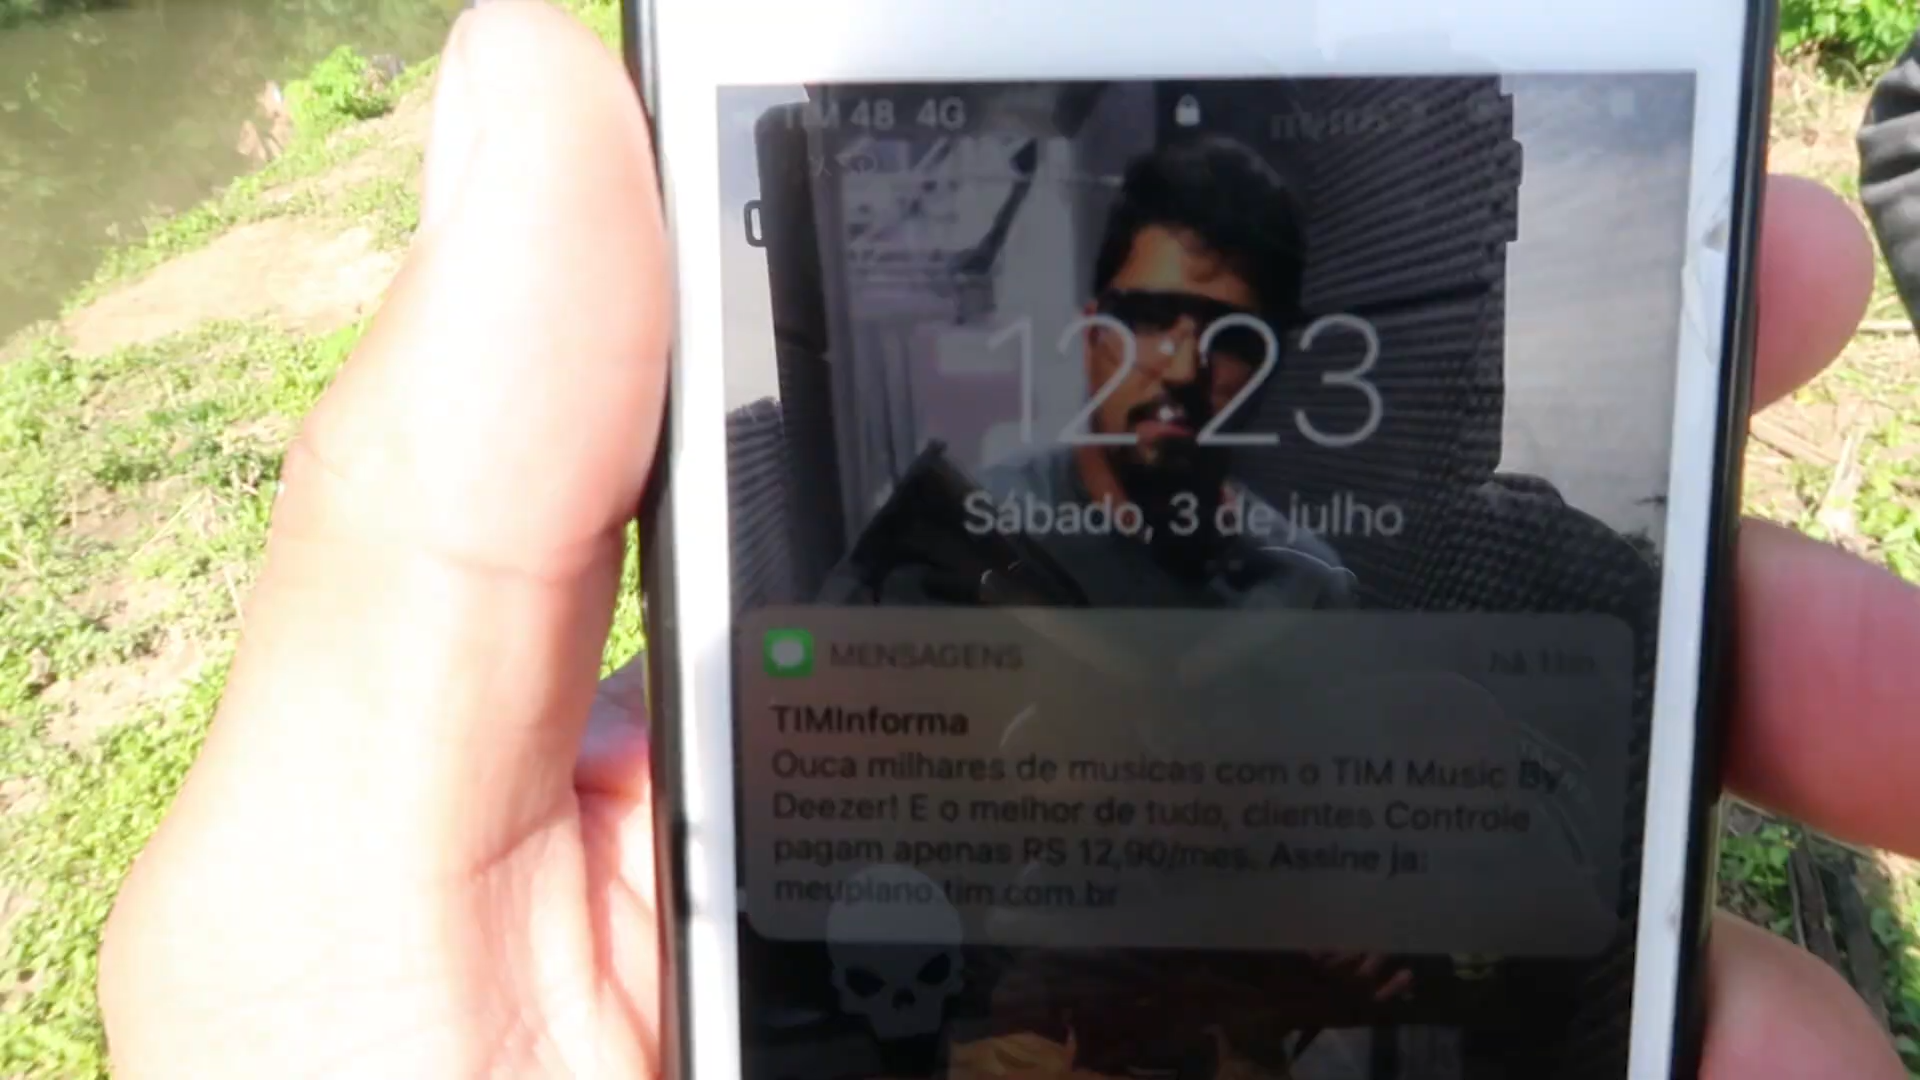 TIM 48 4G
12:23
Sábado, 3 de julho
MENSAGENS
TIMInforma
Ouca milhares de musicas com o TIM Music By
Deezer! E o melhor de tudo, clientes Controle
pagam apenas RS 12,90/mes. Assine ja:
meuplano.tim.com.br